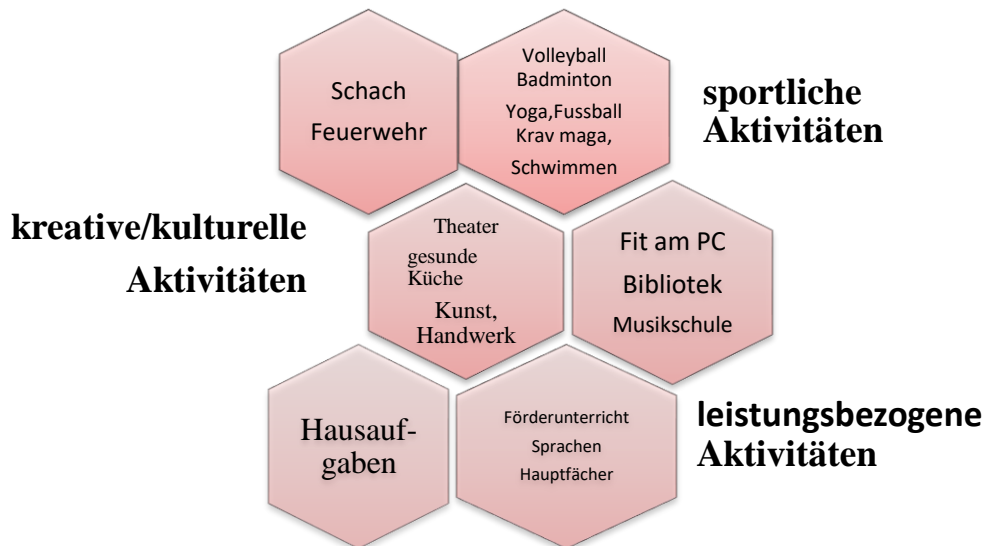 Schach
Feuerwehr
Volleyball
Badminton
Yoga,Fussball
Krav maga,
Schwimmen
sportliche
Aktivitäten
kreative/kulturelle
Aktivitäten
Theater
gesunde
Küche
Kunst,
Handwerk
Fit am PC
Bibliotek
Musikschule
Hausauf-
gaben
Förderunterricht
Sprachen
Hauptfächer
leistungsbezogene
Aktivitäten